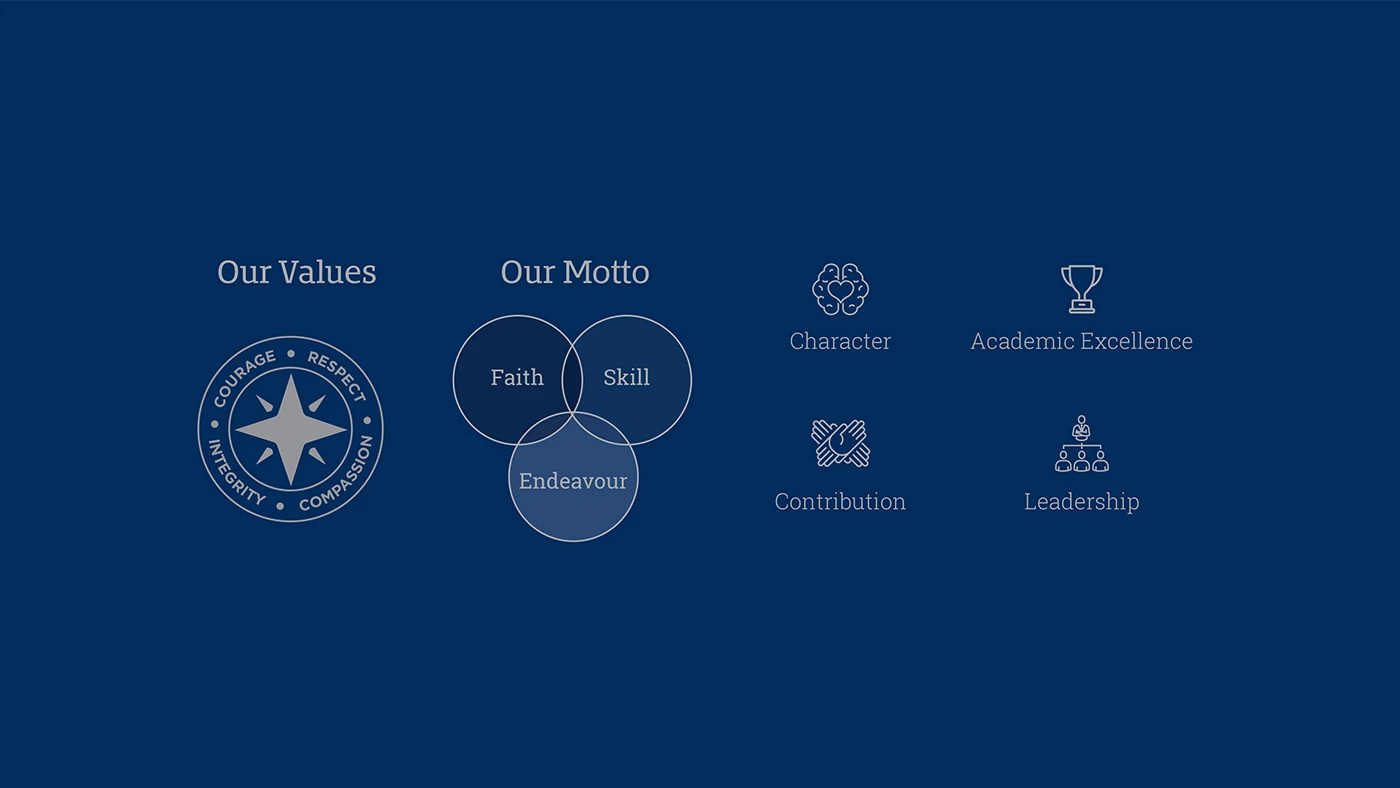 Our Values
COURAGE • RESPECT • COMPASSION • INTEGRITY •
Our Motto
Faith
Skill
Endeavour
Character
Academic Excellence
Contribution
Leadership